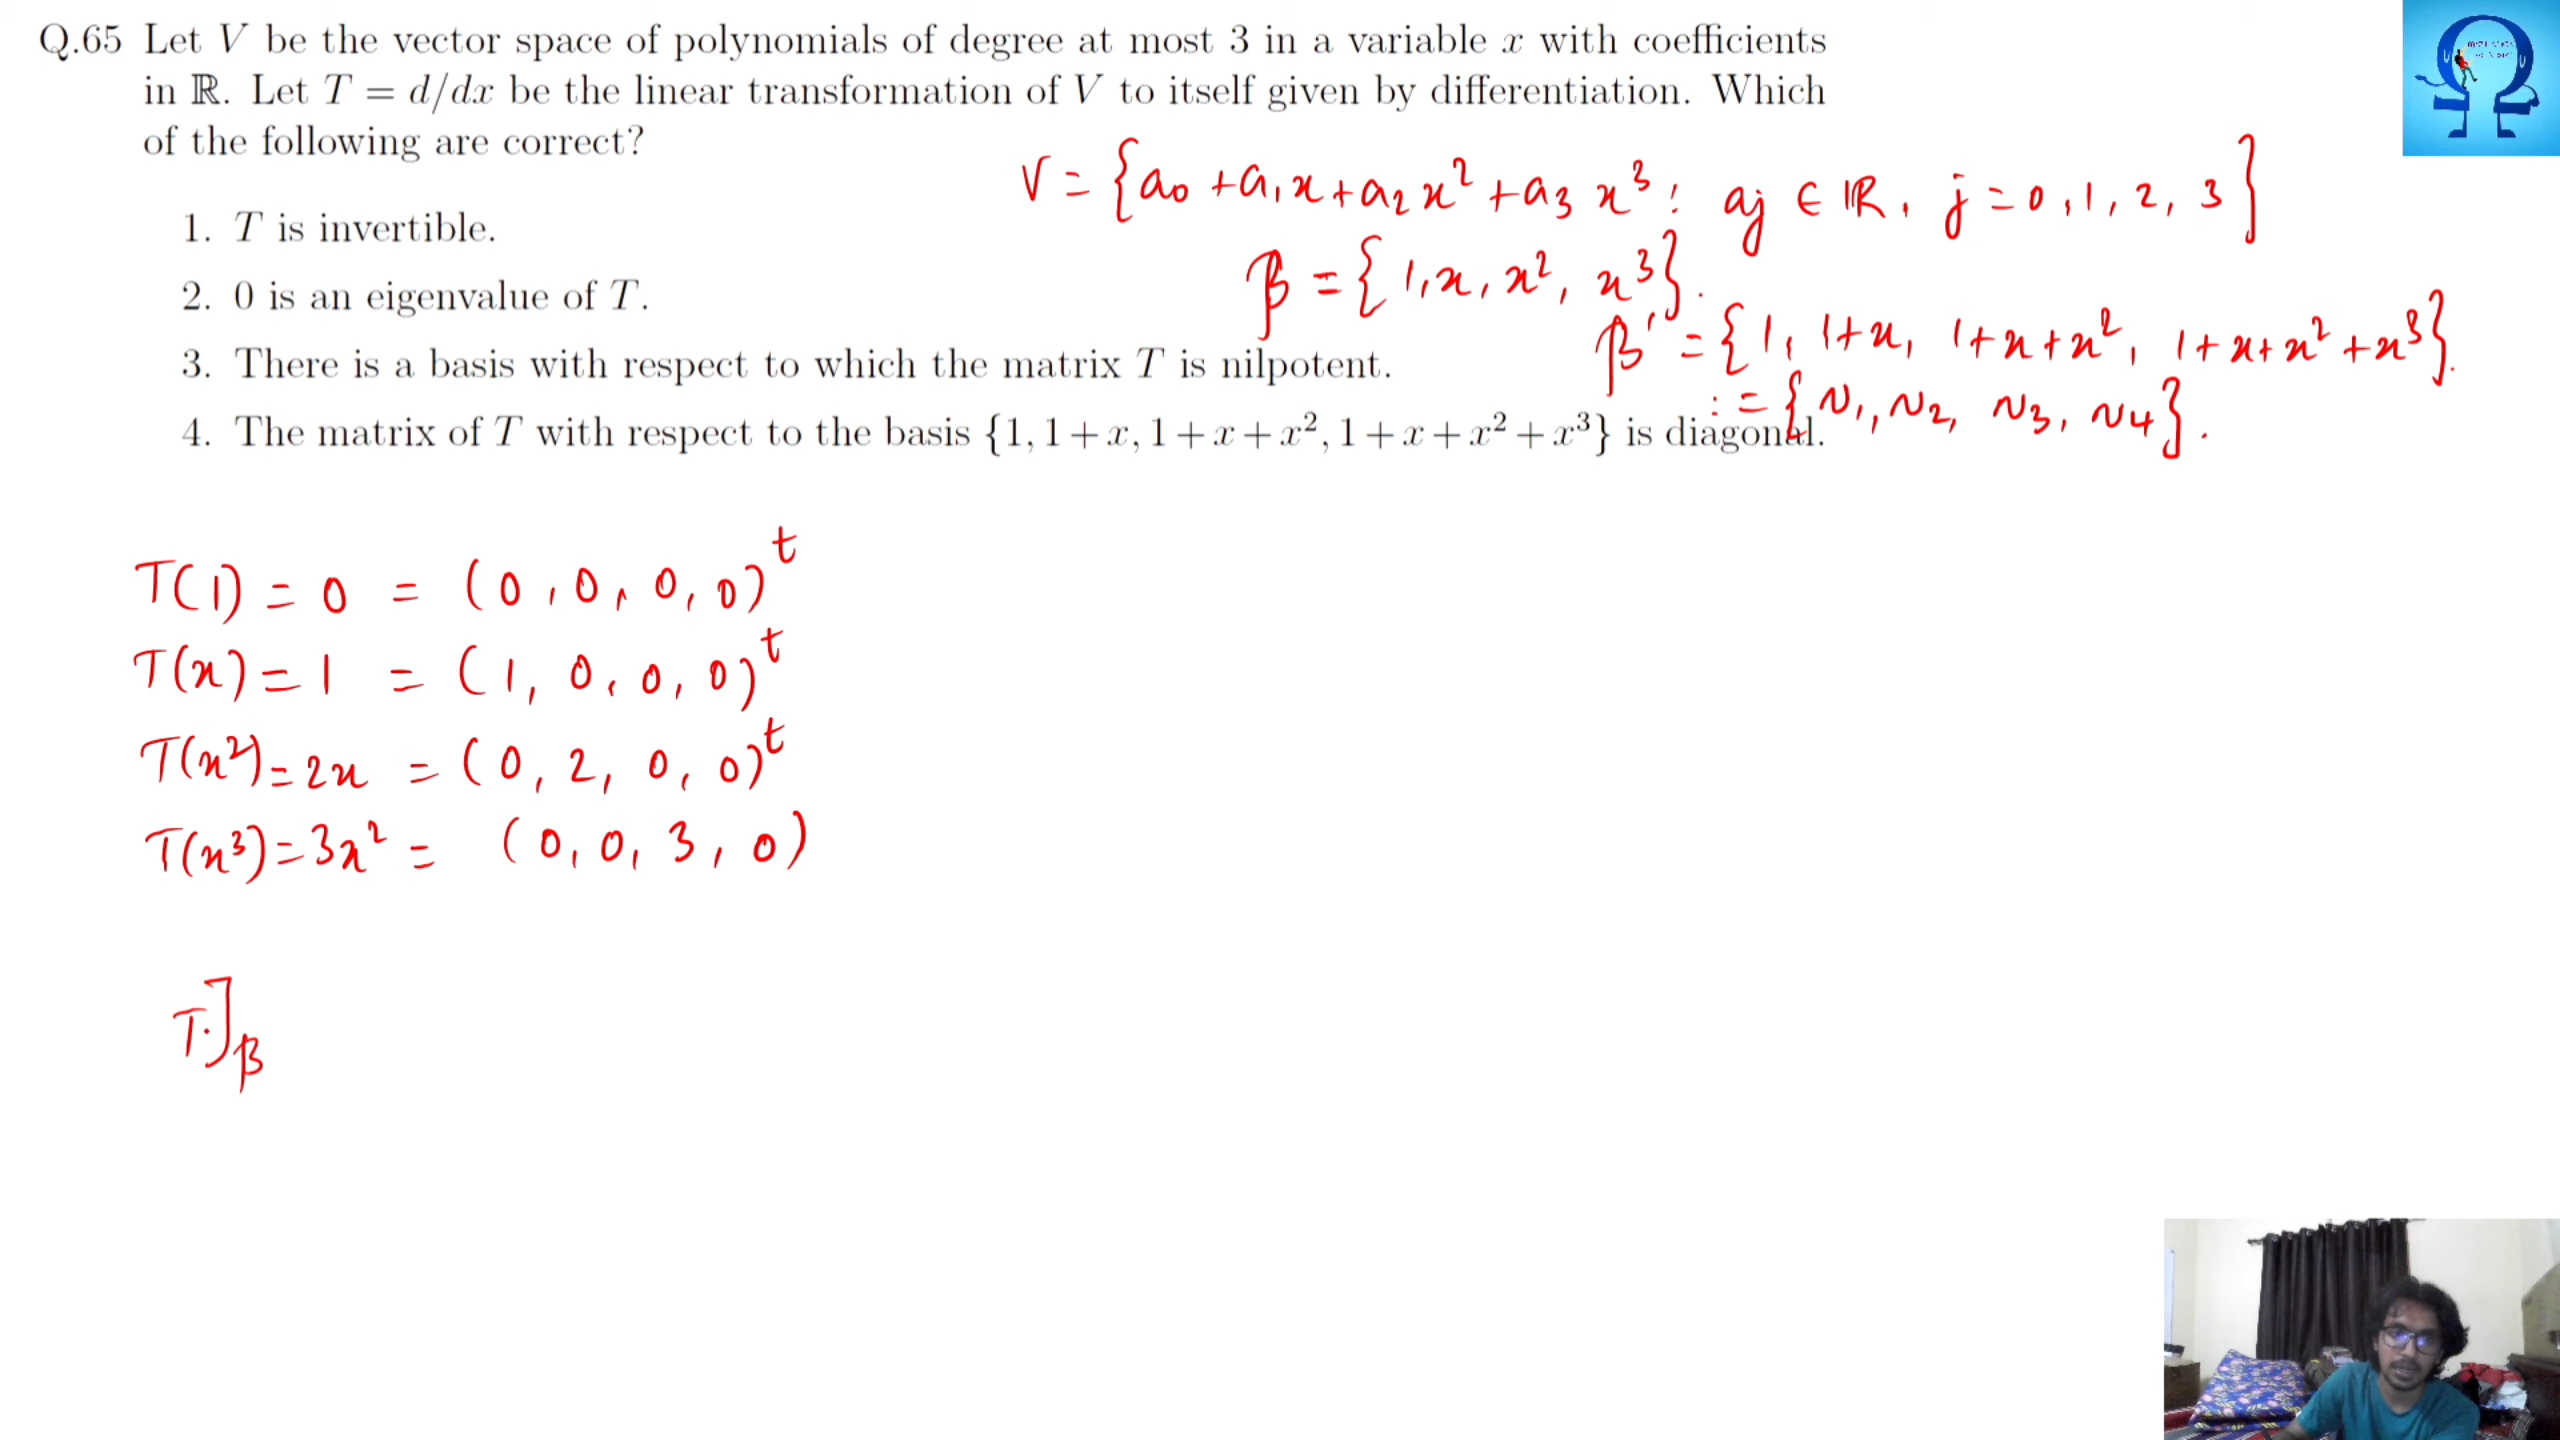 Q.65 Let V be the vector space of polynomials of degree at most 3 in a variable x with coefficients
in ℝ. Let T = d/dx be the linear transformation of V to itself given by differentiation. Which
of the following are correct?
V = {a₀ + a₁x + a₂x² + a₃x³ : aⱼ ∈ ℝ, j = 0, 1, 2, 3}
1. T is invertible.
β = {1, x, x², x³}.
2. 0 is an eigenvalue of T.
β' = {1, 1+x, 1+x+x², 1+x+x²+x³}.
3. There is a basis with respect to which the matrix T is nilpotent.
:= {v₁, v₂, v₃, v₄}.
4. The matrix of T with respect to the basis {1, 1 + x, 1 + x + x², 1 + x + x² + x³} is diagonal.
T(1) = 0 = (0, 0, 0, 0)ᵗ
T(x) = 1 = (1, 0, 0, 0)ᵗ
T(x²) = 2x = (0, 2, 0, 0)ᵗ
T(x³) = 3x² = (0, 0, 3, 0)
T.]β